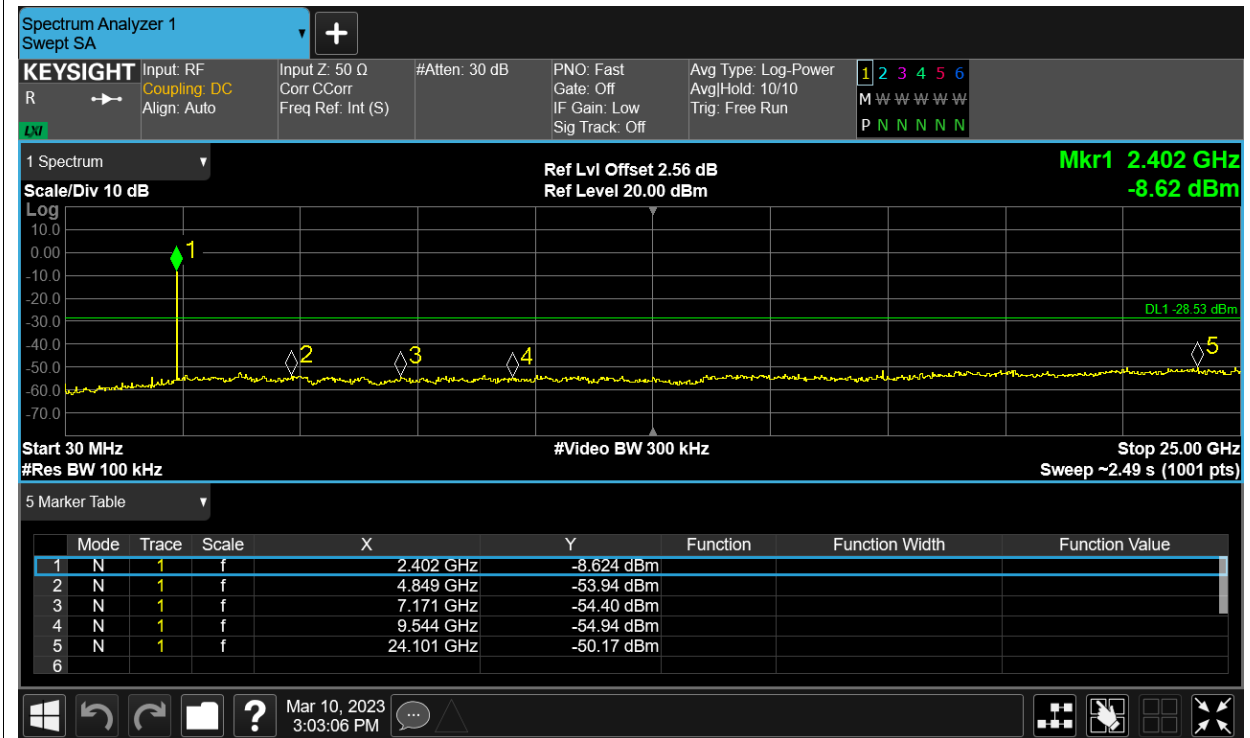 Spectrum Analyzer 1
Swept SA
+
KEYSIGHT Input: RF Input Z: 50 Ω #Atten: 30 dB PNO: Fast Avg Type: Log-Power 1 2 3 4 5 6
R Coupling: DC Corr CCorr Gate: Off Avg|Hold: 10/10 M W W W W W
Align: Auto Freq Ref: Int (S) IF Gain: Low Trig: Free Run P N N N N N
LXI Sig Track: Off
1 Spectrum Ref Lvl Offset 2.56 dB Mkr1 2.402 GHz
Scale/Div 10 dB Ref Level 20.00 dBm -8.62 dBm
Log
10.0
0.00 1
-10.0
-20.0
DL1 -28.53 dBm
-30.0
-40.0 2 3 4 5
-50.0
-60.0
-70.0
Start 30 MHz #Video BW 300 kHz Stop 25.00 GHz
#Res BW 100 kHz Sweep ~2.49 s (1001 pts)
5 Marker Table
Mode Trace Scale X Y Function Function Width Function Value
1 N 1 f 2.402 GHz -8.624 dBm
2 N 1 f 4.849 GHz -53.94 dBm
3 N 1 f 7.171 GHz -54.40 dBm
4 N 1 f 9.544 GHz -54.94 dBm
5 N 1 f 24.101 GHz -50.17 dBm
6
? Mar 10, 2023
3:03:06 PM